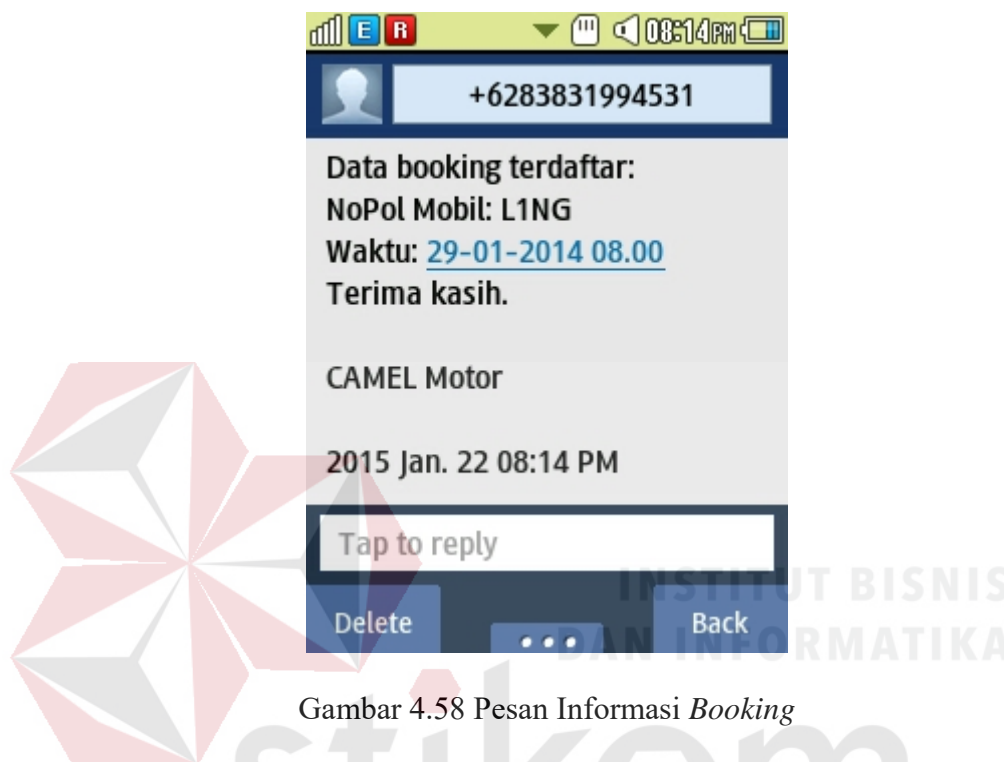 E R 08:14PM
+6283831994531
Data booking terdaftar:
NoPol Mobil: L1NG
Waktu: 29-01-2014 08.00
Terima kasih.
CAMEL Motor
2015 Jan. 22 08:14 PM
Tap to reply
INSTITUT BISNIS
Delete ... Back
DAN INFORMATIKA
Gambar 4.58 Pesan Informasi Booking
stikom